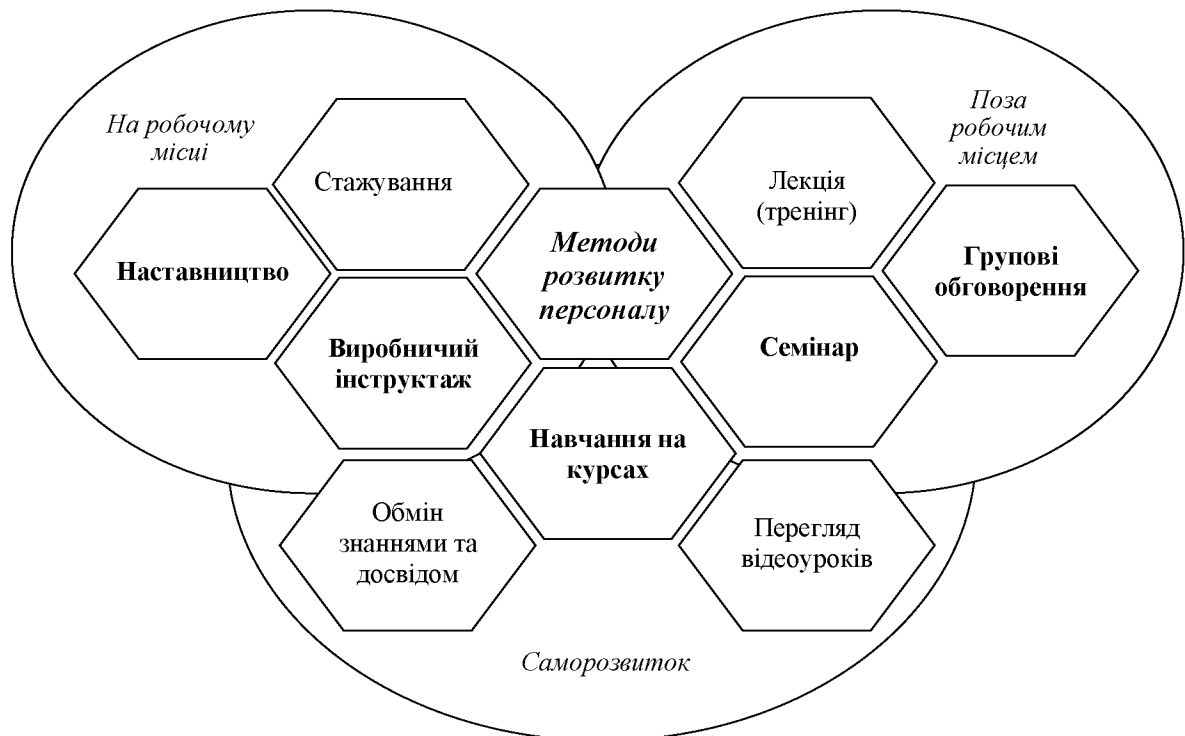 На робочому
місці
Стажування
Наставництво
Виробничий
інструктаж
Методи
розвитку
персоналу
Лекція
(тренінг)
Поза
робочим
місцем
Групові
обговорення
Семінар
Навчання на
курсах
Обмін
знаннями та
досвідом
Перегляд
відеоуроків
Саморозвиток